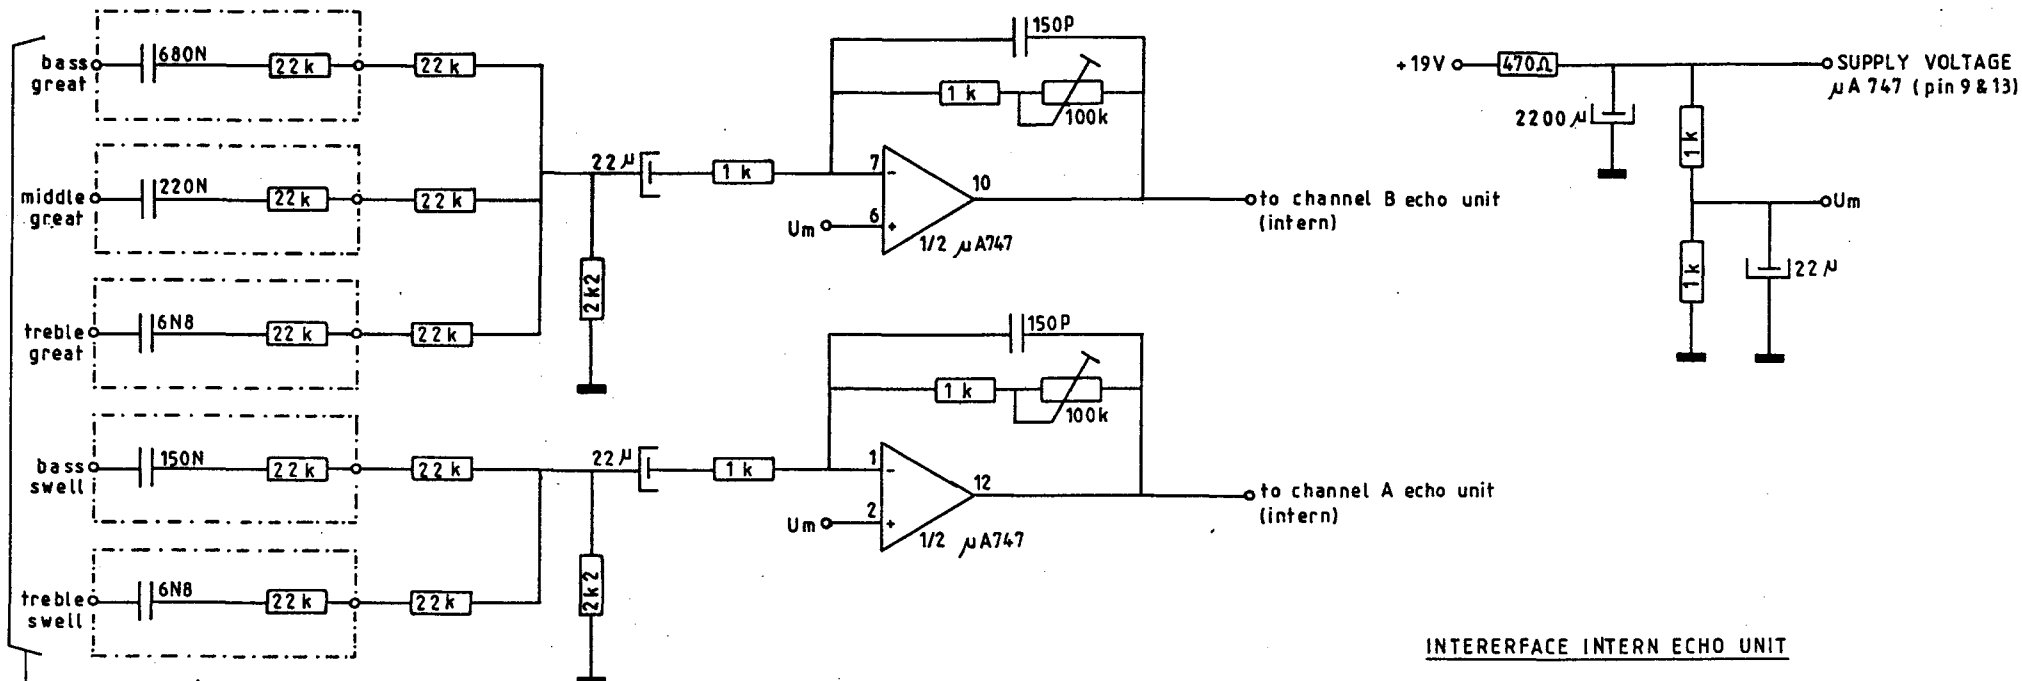 bass
great
680N
22k
22k
middle
great
220N
22k
22k
treble
great
6N8
22k
22k
22µ
1k
2k2
150P
1k
100k
7
-
Um
6
+
10
1/2 µA747
to channel B echo unit
(intern)
bass
swell
150N
22k
22k
treble
swell
6N8
22k
22k
22µ
1k
2k2
150P
1k
100k
1
-
Um
2
+
12
1/2 µA747
to channel A echo unit
(intern)
+19V
470Ω
2200µ
1k
1k
22µ
Um
SUPPLY VOLTAGE
µA747 (pin 9&13)
INTERERFACE INTERN ECHO UNIT